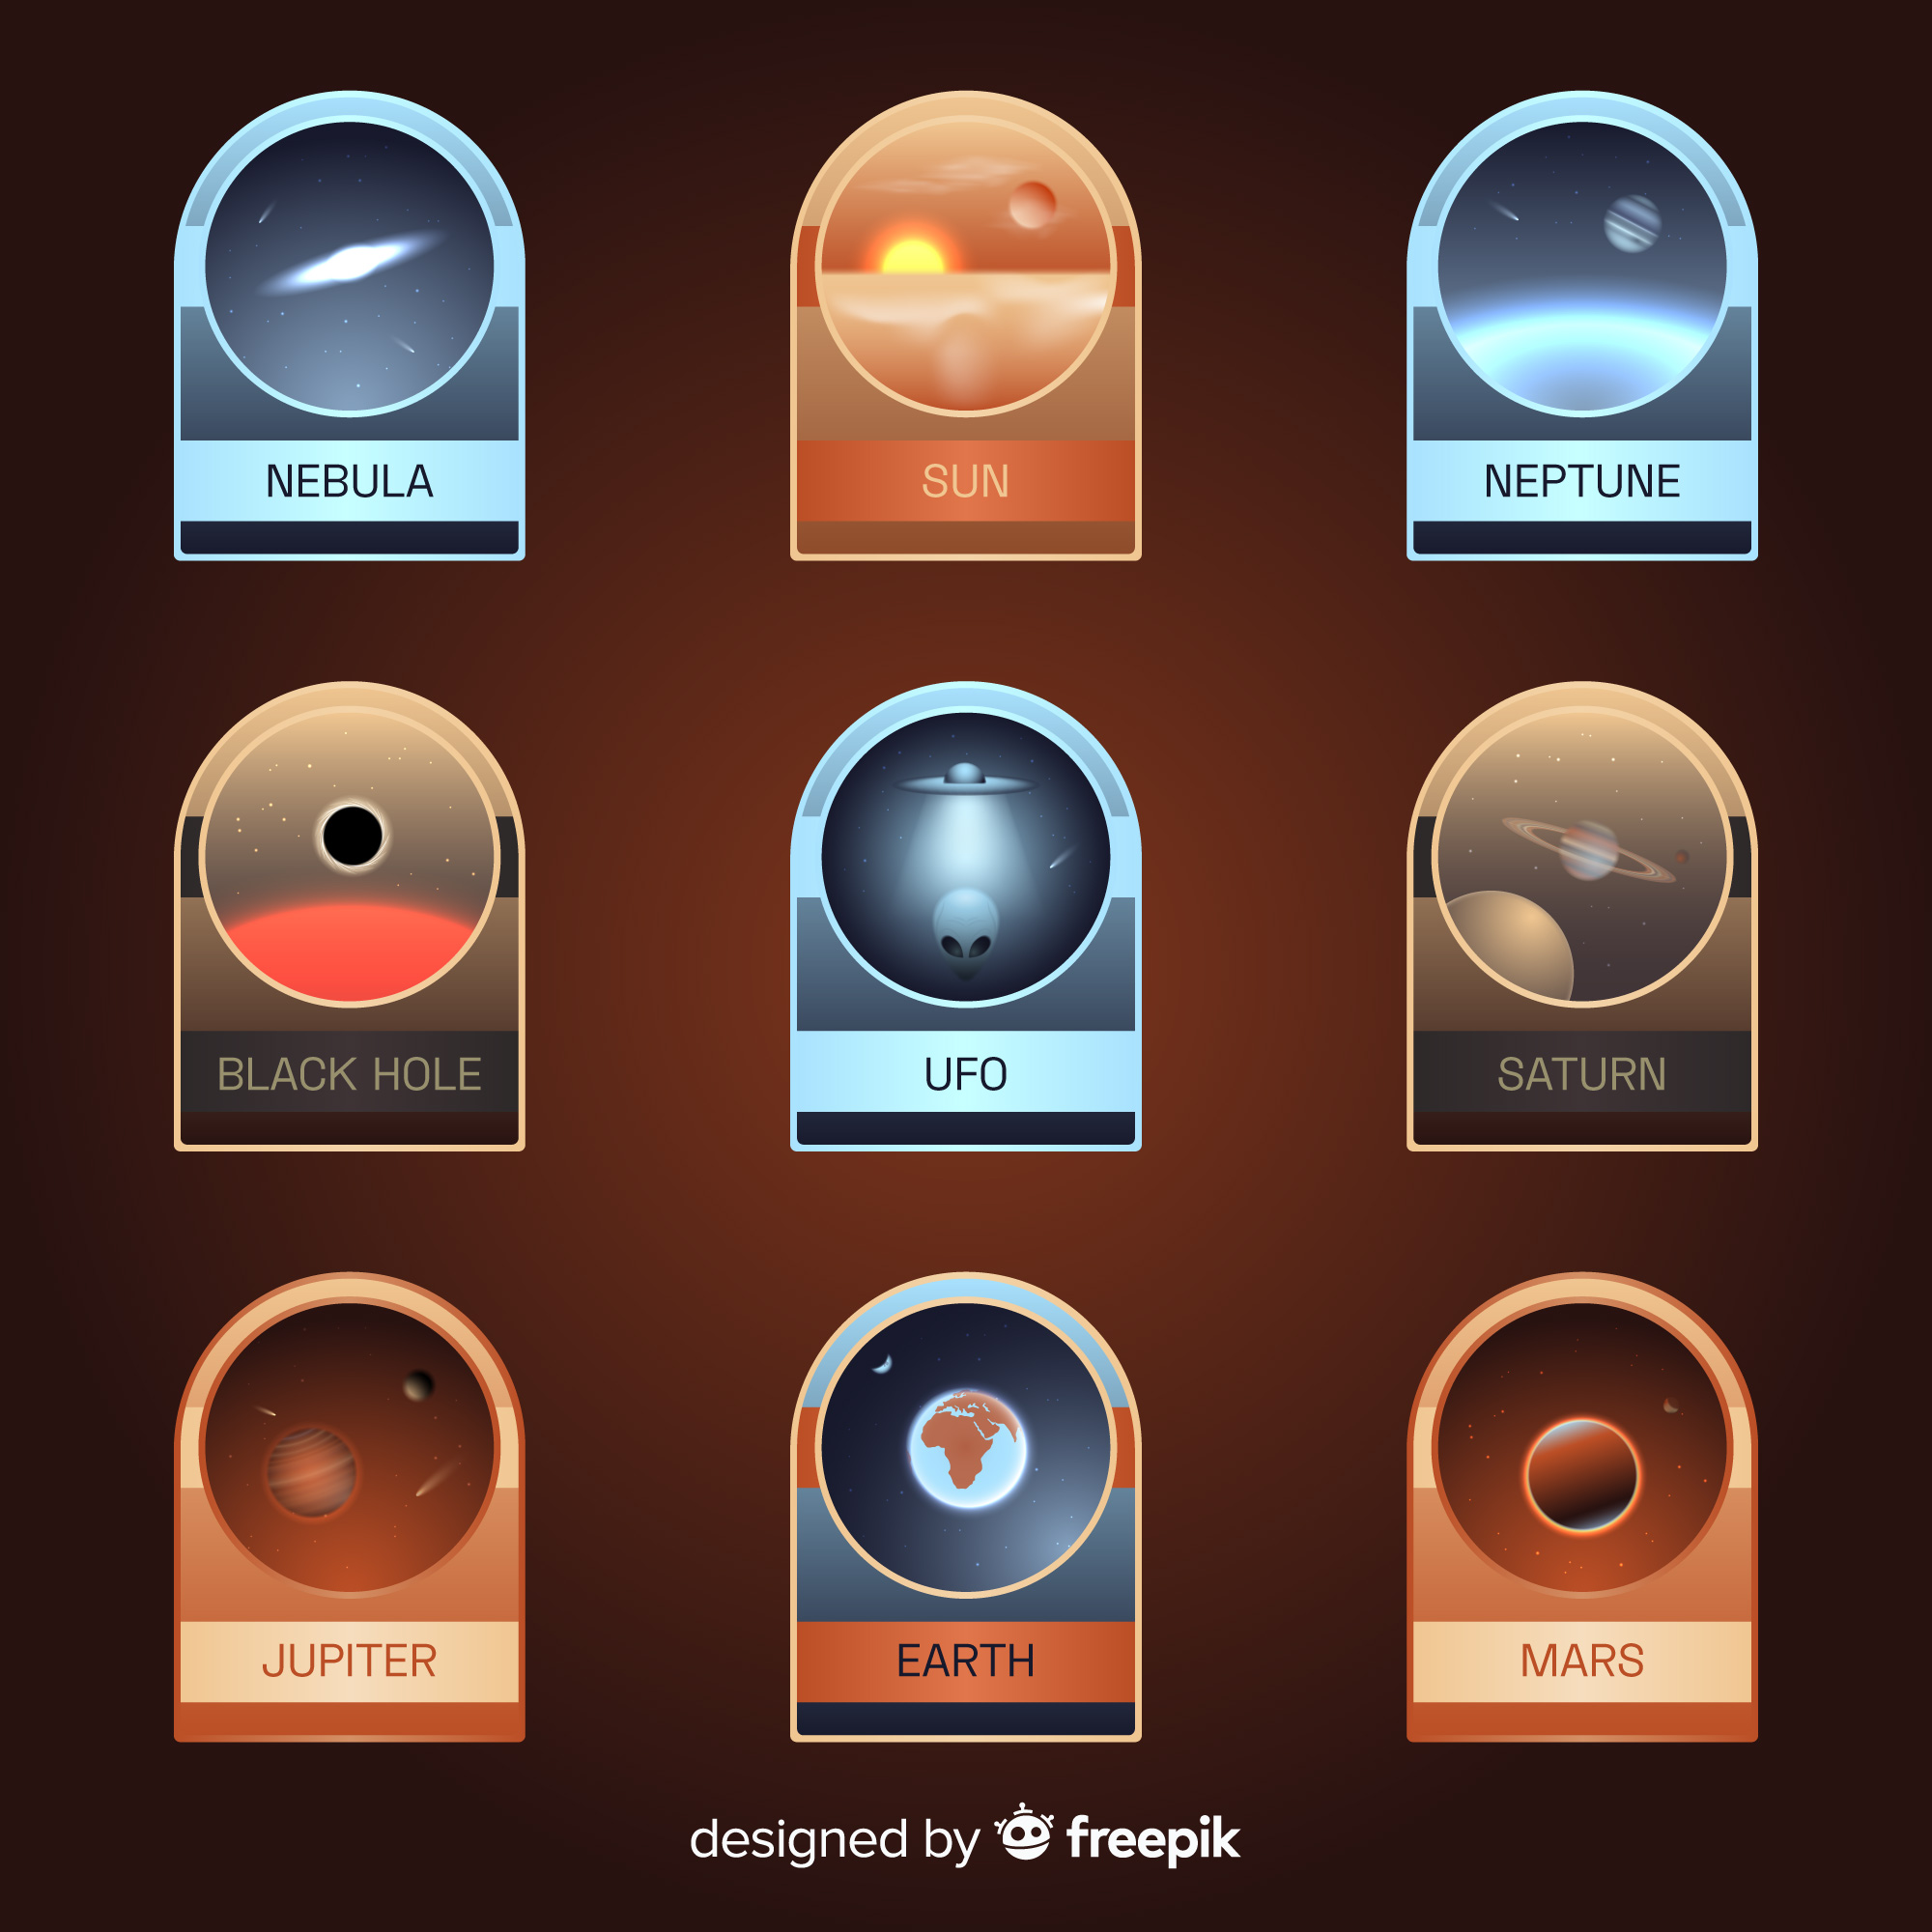 NEBULA
SUN
NEPTUNE
BLACK HOLE
UFO
SATURN
JUPITER
EARTH
MARS
designed by freepik